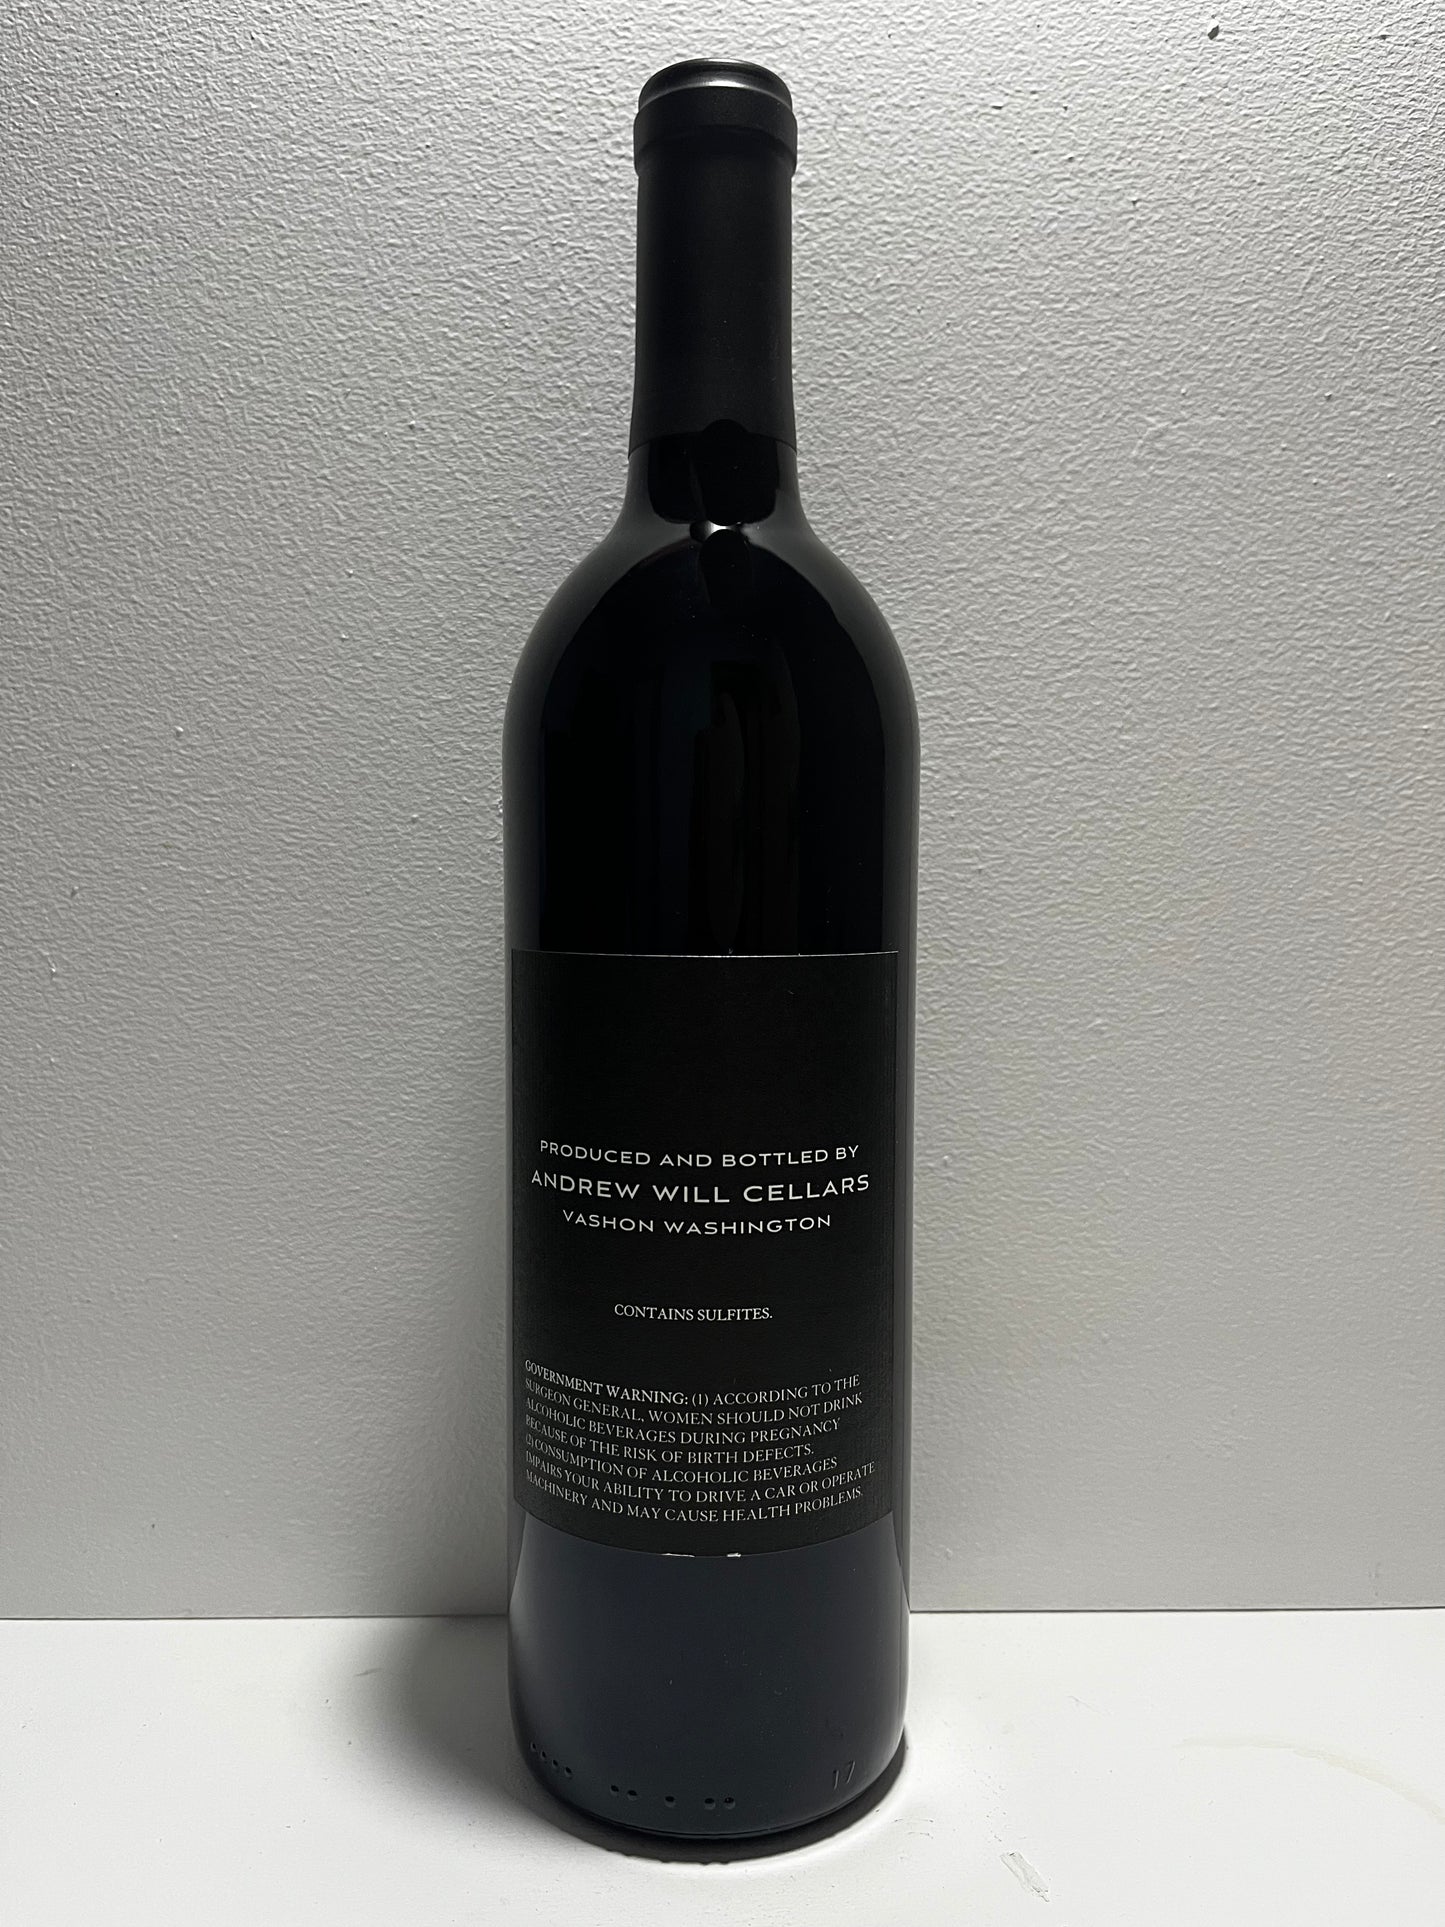 PRODUCED AND BOTTLED BY
ANDREW WILL CELLARS
VASHON WASHINGTON
CONTAINS SULFITES.
GOVERNMENT WARNING: (1) ACCORDING TO THE
SURGEON GENERAL, WOMEN SHOULD NOT DRINK
ALCOHOLIC BEVERAGES DURING PREGNANCY
BECAUSE OF THE RISK OF BIRTH DEFECTS.
(2) CONSUMPTION OF ALCOHOLIC BEVERAGES
IMPAIRS YOUR ABILITY TO DRIVE A CAR OR OPERATE
MACHINERY AND MAY CAUSE HEALTH PROBLEMS.
17